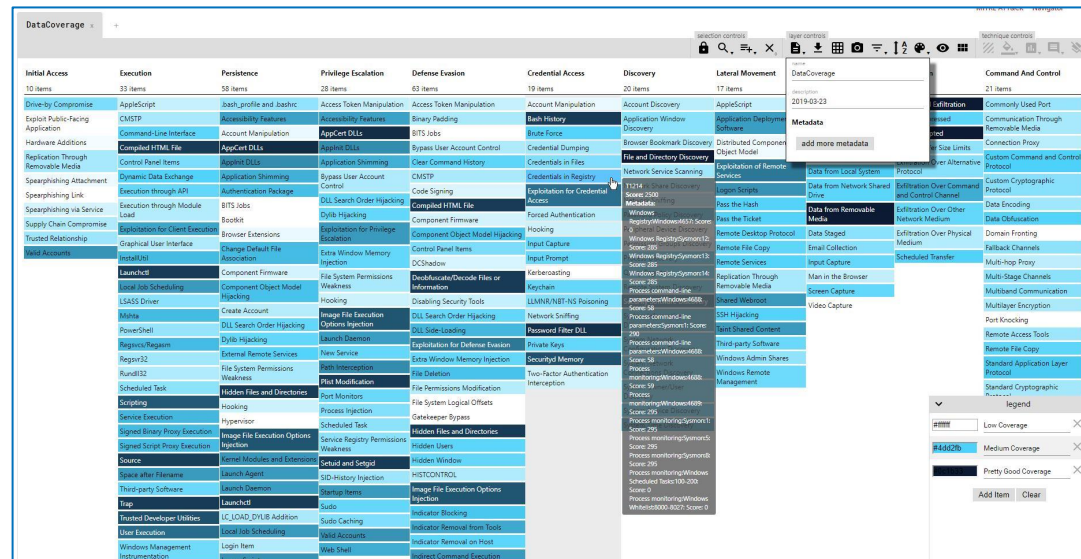 MITRE ATT&CK® Navigator
DataCoverage x +
selection controls
layer controls
technique controls
name
DataCoverage
description
2019-03-23
Metadata
add more metadata
Initial Access
10 items
Drive-by Compromise
Exploit Public-Facing
Application
Hardware Additions
Replication Through
Removable Media
Spearphishing Attachment
Spearphishing Link
Spearphishing via Service
Supply Chain Compromise
Trusted Relationship
Valid Accounts
Execution
33 items
AppleScript
CMSTP
Command-Line Interface
Compiled HTML File
Control Panel Items
Dynamic Data Exchange
Execution through API
Execution through Module
Load
Exploitation for Client Execution
Graphical User Interface
InstallUtil
Launchctl
Local Job Scheduling
LSASS Driver
Mshta
PowerShell
Regsvcs/Regasm
Regsvr32
Rundll32
Scheduled Task
Scripting
Service Execution
Signed Binary Proxy Execution
Signed Script Proxy Execution
Source
Space after Filename
Third-party Software
Trap
Trusted Developer Utilities
User Execution
Windows Management
Instrumentation
Persistence
58 items
.bash_profile and .bashrc
Accessibility Features
Account Manipulation
AppCert DLLs
AppInit DLLs
Application Shimming
Authentication Package
BITS Jobs
Bootkit
Browser Extensions
Change Default File
Association
Component Firmware
Component Object Model
Hijacking
Create Account
DLL Search Order Hijacking
Dylib Hijacking
External Remote Services
File System Permissions
Weakness
Hidden Files and Directories
Hooking
Hypervisor
Image File Execution Options
Injection
Kernel Modules and Extensions
Launch Agent
Launch Daemon
Launchctl
LC_LOAD_DYLIB Addition
Local Job Scheduling
Login Item
Privilege Escalation
28 items
Access Token Manipulation
Accessibility Features
AppCert DLLs
AppInit DLLs
Application Shimming
Bypass User Account
Control
DLL Search Order Hijacking
Dylib Hijacking
Exploitation for Privilege
Escalation
Extra Window Memory
Injection
File System Permissions
Weakness
Hooking
Image File Execution
Options Injection
Launch Daemon
New Service
Path Interception
Plist Modification
Port Monitors
Process Injection
Scheduled Task
Service Registry Permissions
Weakness
Setuid and Setgid
SID-History Injection
Startup Items
Sudo
Sudo Caching
Valid Accounts
Web Shell
Defense Evasion
63 items
Access Token Manipulation
Binary Padding
BITS Jobs
Bypass User Account Control
Clear Command History
CMSTP
Code Signing
Compiled HTML File
Component Firmware
Component Object Model Hijacking
Control Panel Items
DCShadow
Deobfuscate/Decode Files or
Information
Disabling Security Tools
DLL Search Order Hijacking
DLL Side-Loading
Exploitation for Defense Evasion
Extra Window Memory Injection
File Deletion
File Permissions Modification
File System Logical Offsets
Gatekeeper Bypass
Hidden Files and Directories
Hidden Users
Hidden Window
HISTCONTROL
Image File Execution Options
Injection
Indicator Blocking
Indicator Removal from Tools
Indicator Removal on Host
Indirect Command Execution
Credential Access
19 items
Account Manipulation
Bash History
Brute Force
Credential Dumping
Credentials in Files
Credentials in Registry
Exploitation for Credential
Access
Forced Authentication
Hooking
Input Capture
Input Prompt
Kerberoasting
Keychain
LLMNR/NBT-NS Poisoning
Network Sniffing
Password Filter DLL
Private Keys
Securityd Memory
Two-Factor Authentication
Interception
Discovery
20 items
Account Discovery
Application Window
Discovery
Browser Bookmark Discovery
File and Directory Discovery
Network Service Scanning
T1214
Score: 2500
Metadata:
Windows
Registry:Windows:4657: Score:
0
Windows Registry:Sysmon:12:
Score: 285
Windows Registry:Sysmon:13:
Score: 285
Windows Registry:Sysmon:14:
Score: 285
Process command-line
parameters:Windows:4688:
Score: 58
Process command-line
parameters:Sysmon:1: Score:
290
Process command-line
parameters:Windows:4688:
Score: 58
Process
monitoring:Windows:4688:
Score: 59
Process
monitoring:Windows:4689:
Score: 295
Process monitoring:Sysmon:1:
Score: 295
Process monitoring:Sysmon:5:
Score: 295
Process monitoring:Sysmon:8:
Score: 295
Process monitoring:Windows
Scheduled Tasks:100-200:
Score: 0
Process monitoring:Windows
Whitelist:8000-8027: Score: 0
Lateral Movement
17 items
AppleScript
Application Deployment
Software
Distributed Component
Object Model
Exploitation of Remote
Services
Logon Scripts
Pass the Hash
Pass the Ticket
Remote Desktop Protocol
Remote File Copy
Remote Services
Replication Through
Removable Media
Shared Webroot
SSH Hijacking
Taint Shared Content
Third-party Software
Windows Admin Shares
Windows Remote
Management
Data from Local System
Data from Network Shared
Drive
Data from Removable
Media
Data Staged
Email Collection
Input Capture
Man in the Browser
Screen Capture
Video Capture
Exfiltration
Size Limits
Exfiltration Over Alternative
Protocol
Exfiltration Over Command
and Control Channel
Exfiltration Over Other
Network Medium
Exfiltration Over Physical
Medium
Scheduled Transfer
Command And Control
21 items
Commonly Used Port
Communication Through
Removable Media
Connection Proxy
Custom Command and Control
Protocol
Custom Cryptographic
Protocol
Data Encoding
Data Obfuscation
Domain Fronting
Fallback Channels
Multi-hop Proxy
Multi-Stage Channels
Multiband Communication
Multilayer Encryption
Port Knocking
Remote Access Tools
Remote File Copy
Standard Application Layer
Protocol
Standard Cryptographic
legend
#ffffff Low Coverage
#4dd2fb Medium Coverage
Pretty Good Coverage
Add Item Clear